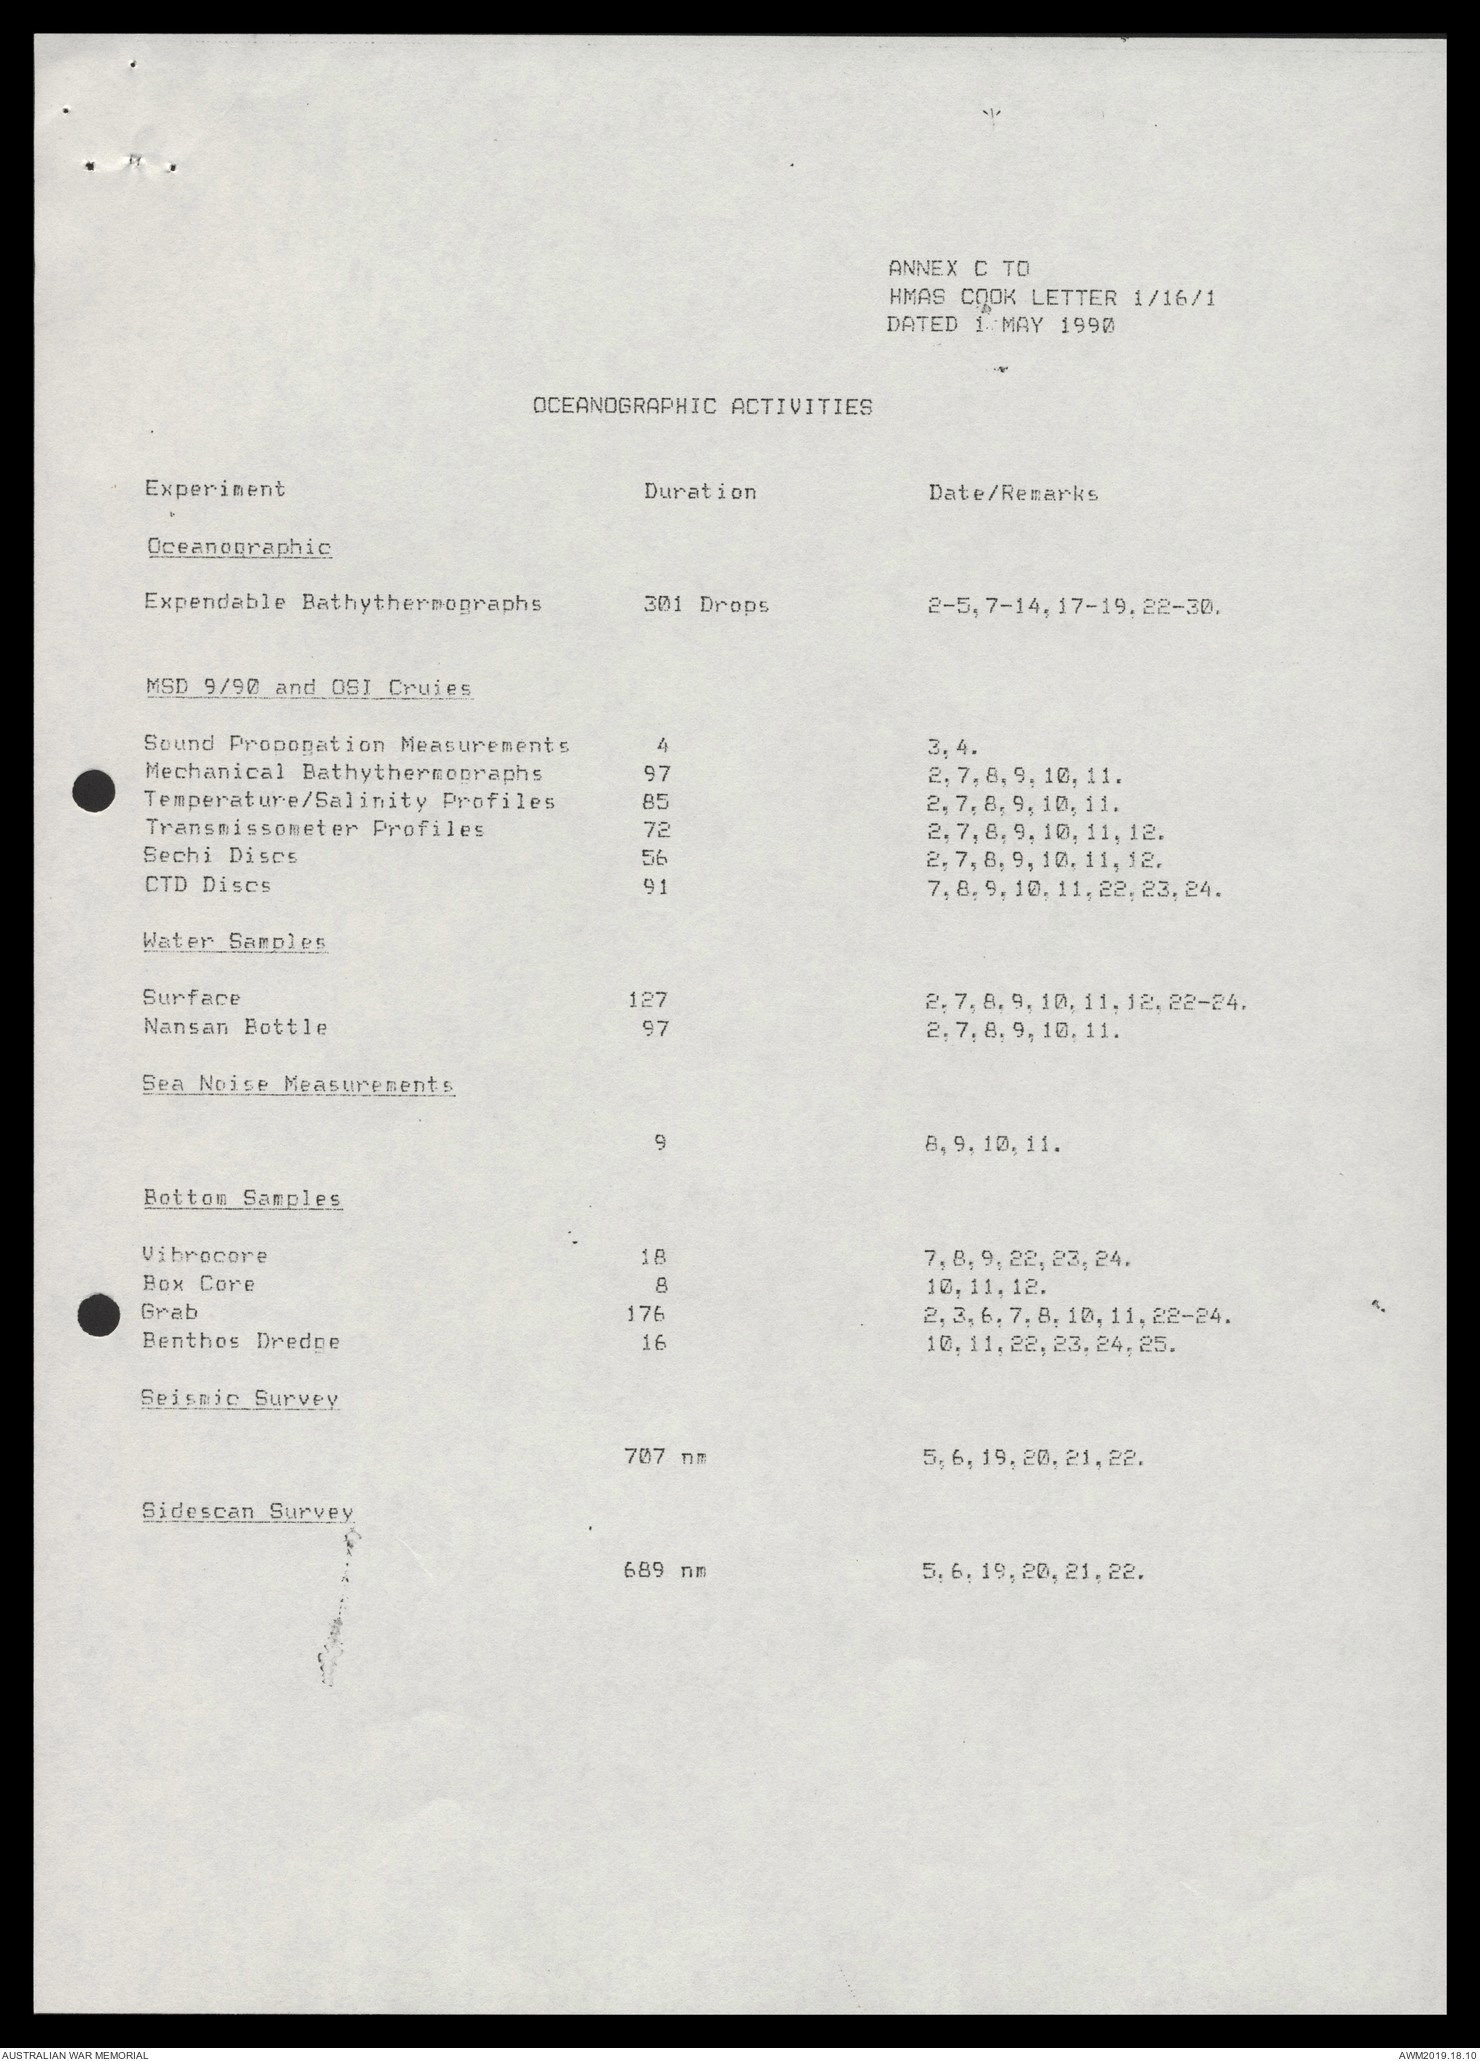 ANNEX C TO
HMAS COOK LETTER 1/16/1
DATED 1 MAY 1990
OCEANOGRAPHIC ACTIVITIES
Experiment Duration Date/Remarks
Oceanographic
Expendable Bathythermographs 301 Drops 2-5,7-14,17-19,22-30.
MSD 9/90 and OSI Cruies
Sound Propogation Measurements 4 3,4.
Mechanical Bathythermographs 97 2,7,8,9,10,11.
Temperature/Salinity Profiles 85 2,7,8,9,10,11.
Transmissometer Profiles 72 2,7,8,9,10,11,12.
Sechi Discs 56 2,7,8,9,10,11,12.
CTD Discs 91 7,8,9,10,11,22,23,24.
Water Samples
Surface 127 2,7,8,9,10,11,12,22-24.
Nansan Bottle 97 2,7,8,9,10,11.
Sea Noise Measurements
9 8,9,10,11.
Bottom Samples
Vibrocore 18 7,8,9,22,23,24.
Box Core 8 10,11,12.
Grab 176 2,3,6,7,8,10,11,22-24.
Benthos Dredge 16 10,11,22,23,24,25.
Seismic Survey
707 nm 5,6,19,20,21,22.
Sidescan Survey
689 nm 5,6,19,20,21,22.
AUSTRALIAN WAR MEMORIAL AWM2019.18.10